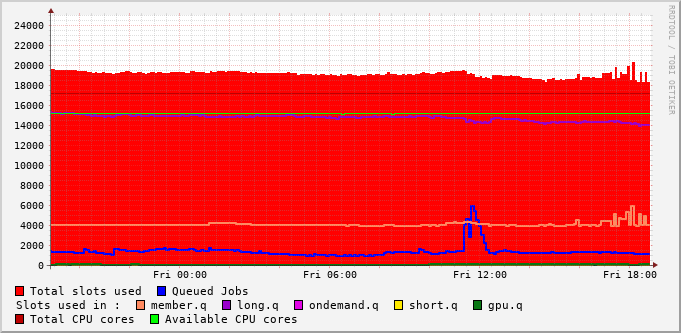 RRDTOOL / TOBI OETIKER
24000
22000
20000
18000
16000
14000
12000
10000
8000
6000
4000
2000
0
Fri 00:00 Fri 06:00 Fri 12:00 Fri 18:00
Total slots used Queued Jobs
Slots used in : member.q long.q ondemand.q short.q gpu.q
Total CPU cores Available CPU cores